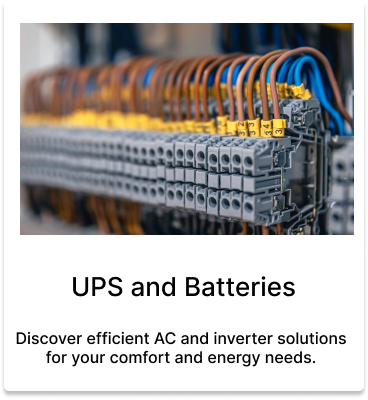 UPS and Batteries
Discover efficient AC and inverter solutions
for your comfort and energy needs.